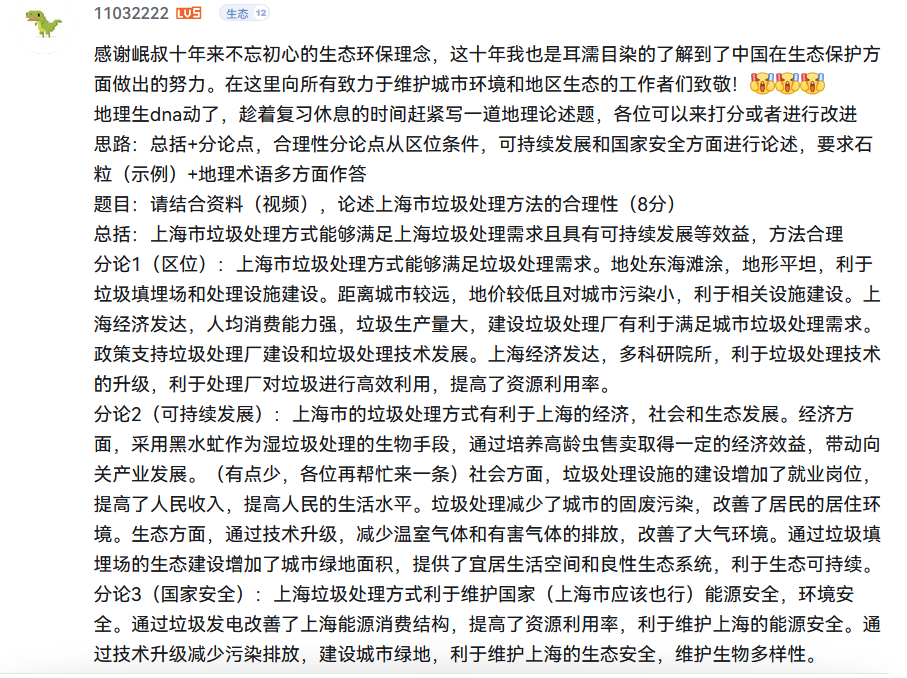 11032222 LV5 生态 12
感谢岷叔十年来不忘初心的生态环保理念，这十年我也是耳濡目染的了解到了中国在生态保护方
面做出的努力。在这里向所有致力于维护城市环境和地区生态的工作者们致敬！
地理生dna动了，趁着复习休息的时间赶紧写一道地理论述题，各位可以来打分或者进行改进
思路：总括+分论点，合理性分论点从区位条件，可持续发展和国家安全方面进行论述，要求石
粒（示例）+地理术语多方面作答
题目：请结合资料（视频），论述上海市垃圾处理方法的合理性（8分）
总括：上海市垃圾处理方式能够满足上海垃圾处理需求且具有可持续发展等效益，方法合理
分论1（区位）：上海市垃圾处理方式能够满足垃圾处理需求。地处东海滩涂，地形平坦，利于
垃圾填埋场和处理设施建设。距离城市较远，地价较低且对城市污染小，利于相关设施建设。上
海经济发达，人均消费能力强，垃圾生产量大，建设垃圾处理厂有利于满足城市垃圾处理需求。
政策支持垃圾处理厂建设和垃圾处理技术发展。上海经济发达，多科研院所，利于垃圾处理技术
的升级，利于处理厂对垃圾进行高效利用，提高了资源利用率。
分论2（可持续发展）：上海市的垃圾处理方式有利于上海的经济，社会和生态发展。经济方
面，采用黑水虻作为湿垃圾处理的生物手段，通过培养高龄虫售卖取得一定的经济效益，带动向
关产业发展。（有点少，各位再帮忙来一条）社会方面，垃圾处理设施的建设增加了就业岗位，
提高了人民收入，提高人民的生活水平。垃圾处理减少了城市的固废污染，改善了居民的居住环
境。生态方面，通过技术升级，减少温室气体和有害气体的排放，改善了大气环境。通过垃圾填
埋场的生态建设增加了城市绿地面积，提供了宜居生活空间和良性生态系统，利于生态可持续。
分论3（国家安全）：上海垃圾处理方式利于维护国家（上海市应该也行）能源安全，环境安
全。通过垃圾发电改善了上海能源消费结构，提高了资源利用率，利于维护上海的能源安全。通
过技术升级减少污染排放，建设城市绿地，利于维护上海的生态安全，维护生物多样性。